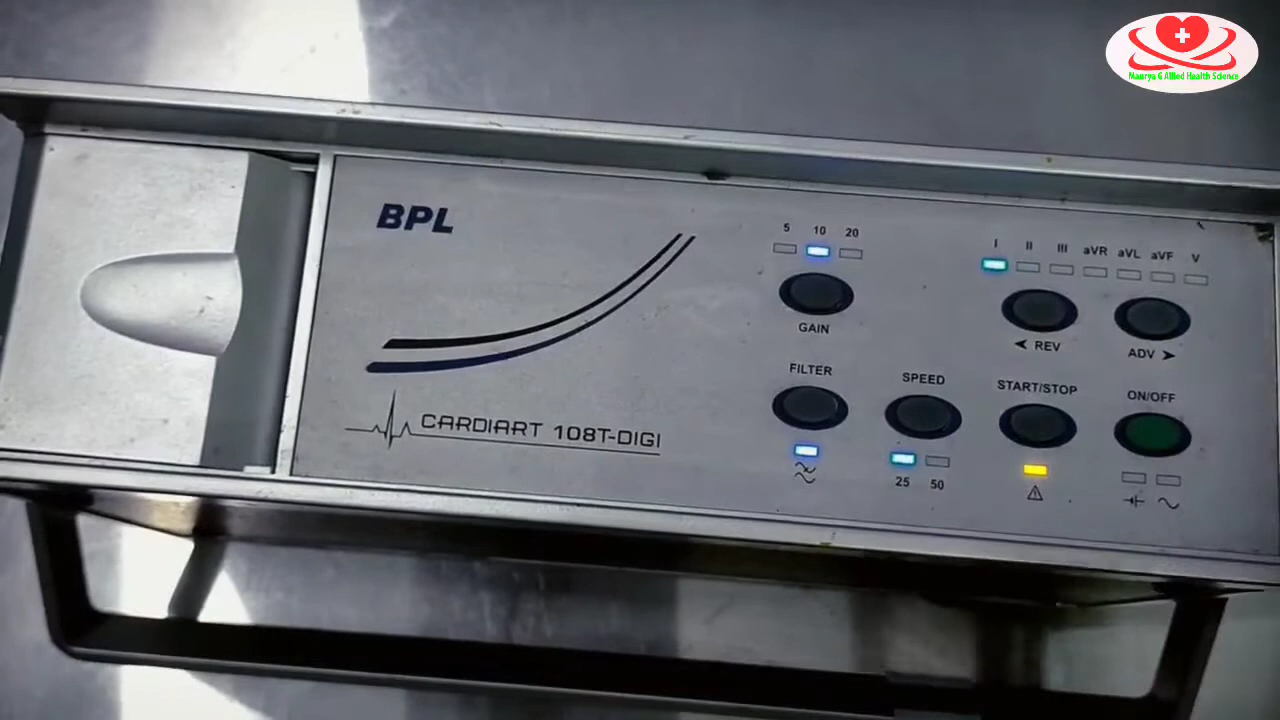 Maurya G Allied Health Science
BPL
CARDIART 108T-DIGI
5 10 20
GAIN
I II III aVR aVL aVF V
REV
ADV
FILTER
SPEED
25 50
START/STOP
ON/OFF